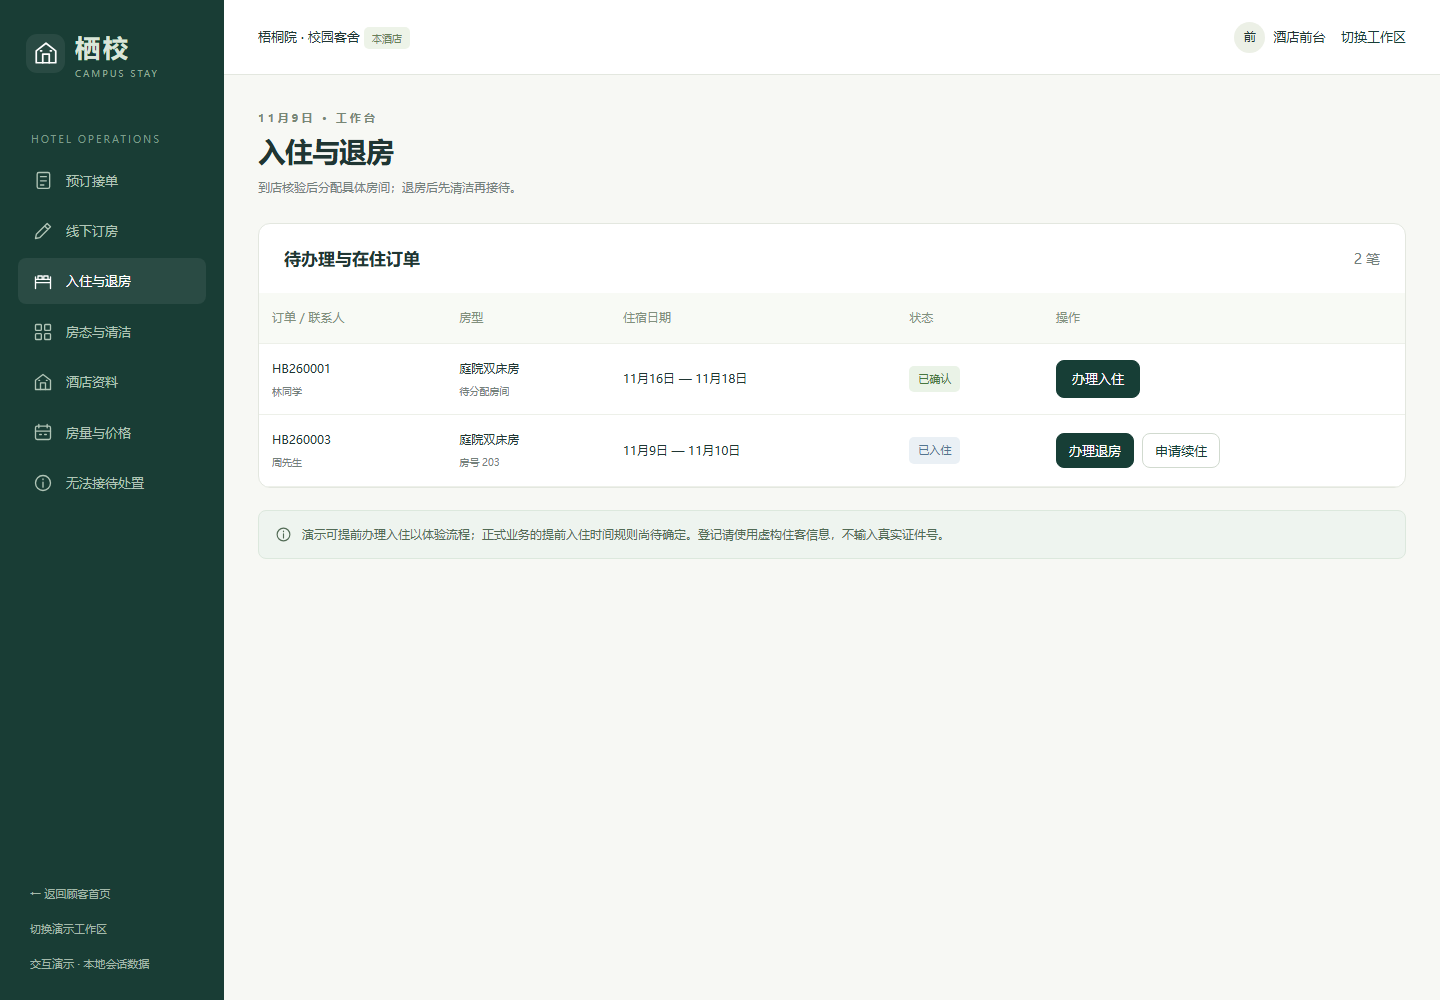 栖校
CAMPUS STAY
HOTEL OPERATIONS
预订接单
线下订房
入住与退房
房态与清洁
酒店资料
房量与价格
无法接待处置
← 返回顾客首页
切换演示工作区
交互演示 · 本地会话数据
梧桐院 · 校园客舍 本酒店
前 酒店前台 切换工作区
11月9日 • 工作台
入住与退房
到店核验后分配具体房间；退房后先清洁再接待。
待办理与在住订单 2 笔
订单 / 联系人 房型 住宿日期 状态 操作
HB260001 庭院双床房 11月16日 — 11月18日 已确认 办理入住
林同学 待分配房间
HB260003 庭院双床房 11月9日 — 11月10日 已入住 办理退房 申请续住
周先生 房号 203
演示可提前办理入住以体验流程；正式业务的提前入住时间规则尚待确定。登记请使用虚构住客信息，不输入真实证件号。